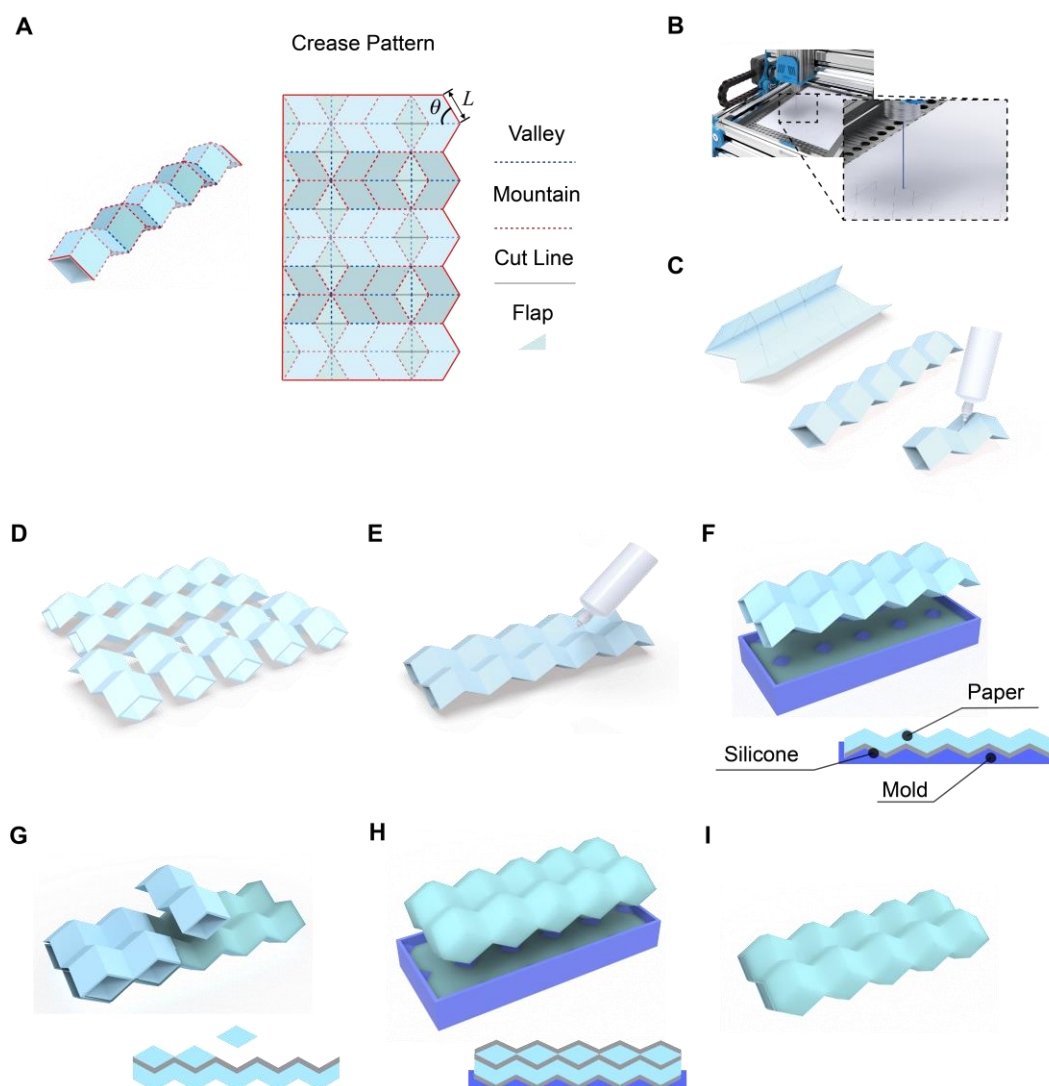 A
Crease Pattern
θ
L
Valley
Mountain
Cut Line
Flap
B
C
D
E
F
Paper
Silicone
Mold
G
H
I